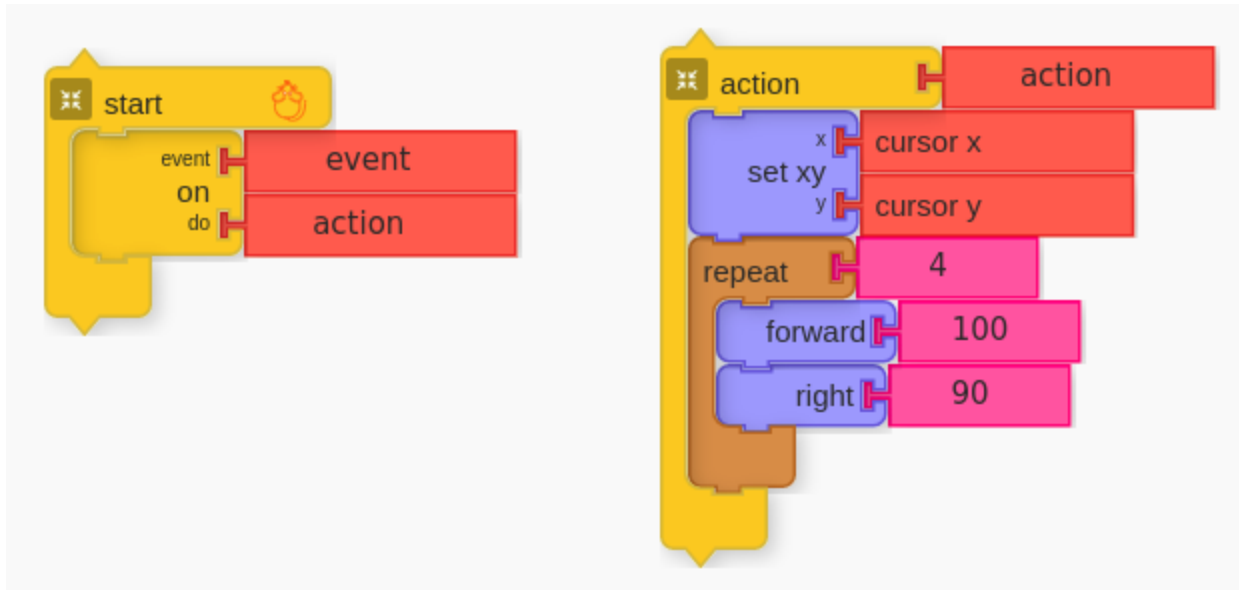 start
event event
on
do action
action action
x cursor x
set xy
y cursor y
repeat 4
forward 100
right 90